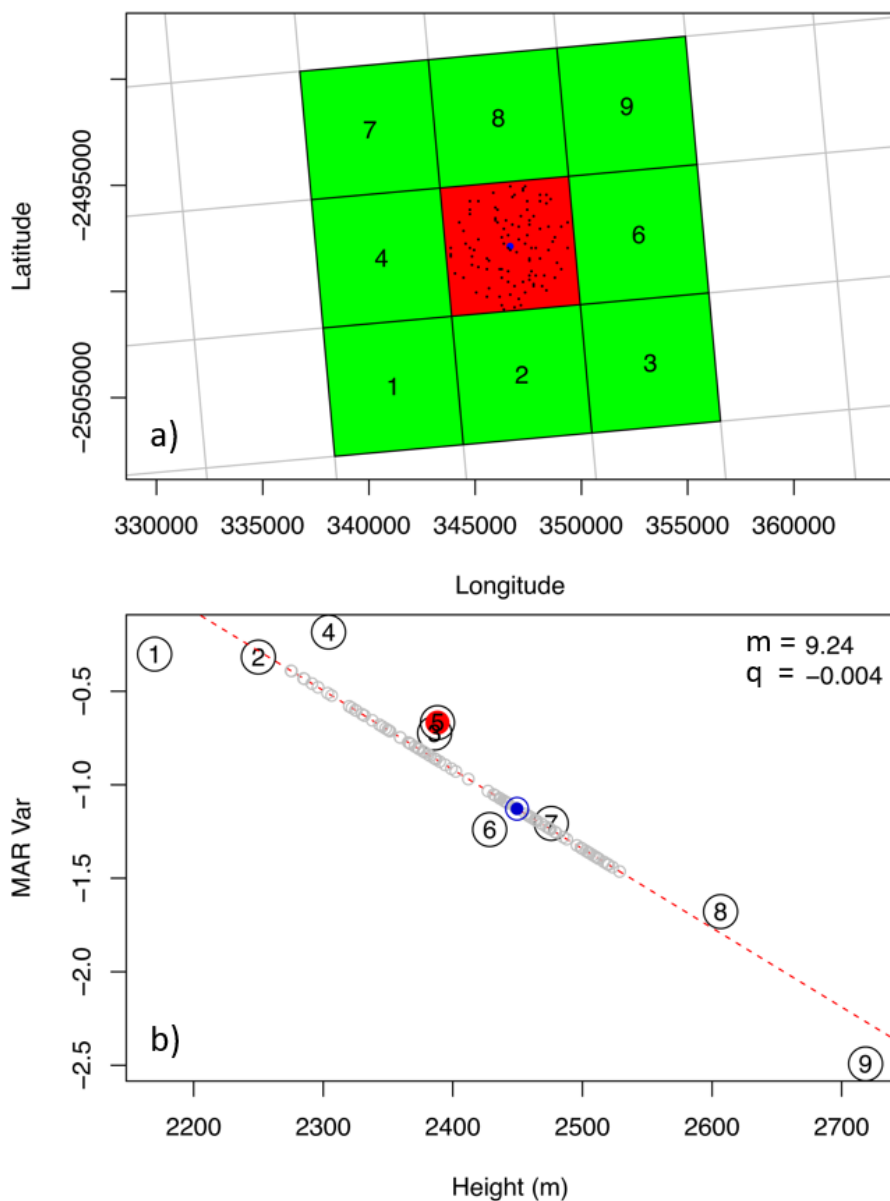 7
8
9
4
6
1
2
3
a)
Latitude
-2495000
-2505000
330000 335000 340000 345000 350000 355000 360000
Longitude
m = 9.24
q = −0.004
1
2
4
5
3
6
7
8
9
b)
MAR Var
-0.5
-1.0
-1.5
-2.0
-2.5
2200 2300 2400 2500 2600 2700
Height (m)